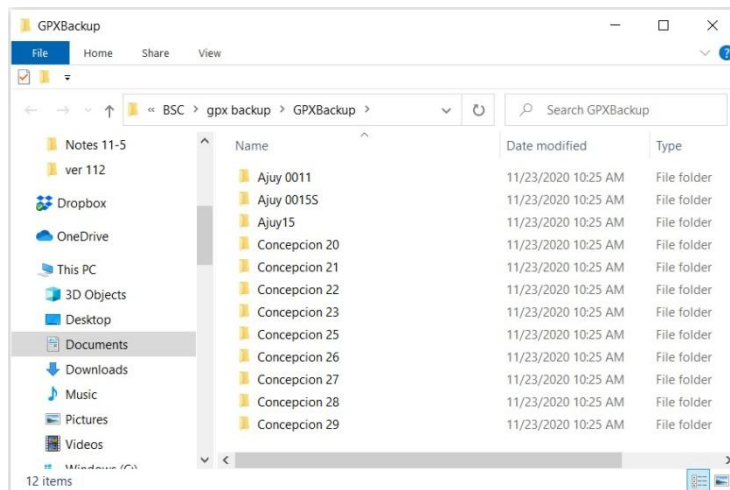 GPXBackup
File Home Share View
« BSC > gpx backup > GPXBackup >
Search GPXBackup
Notes 11-5
ver 112
Dropbox
OneDrive
This PC
3D Objects
Desktop
Documents
Downloads
Music
Pictures
Videos
Windows (C:)
Name Date modified Type
Ajuy 0011 11/23/2020 10:25 AM File folder
Ajuy 0015S 11/23/2020 10:25 AM File folder
Ajuy15 11/23/2020 10:25 AM File folder
Concepcion 20 11/23/2020 10:25 AM File folder
Concepcion 21 11/23/2020 10:25 AM File folder
Concepcion 22 11/23/2020 10:25 AM File folder
Concepcion 23 11/23/2020 10:25 AM File folder
Concepcion 25 11/23/2020 10:25 AM File folder
Concepcion 26 11/23/2020 10:25 AM File folder
Concepcion 27 11/23/2020 10:25 AM File folder
Concepcion 28 11/23/2020 10:25 AM File folder
Concepcion 29 11/23/2020 10:25 AM File folder
12 items